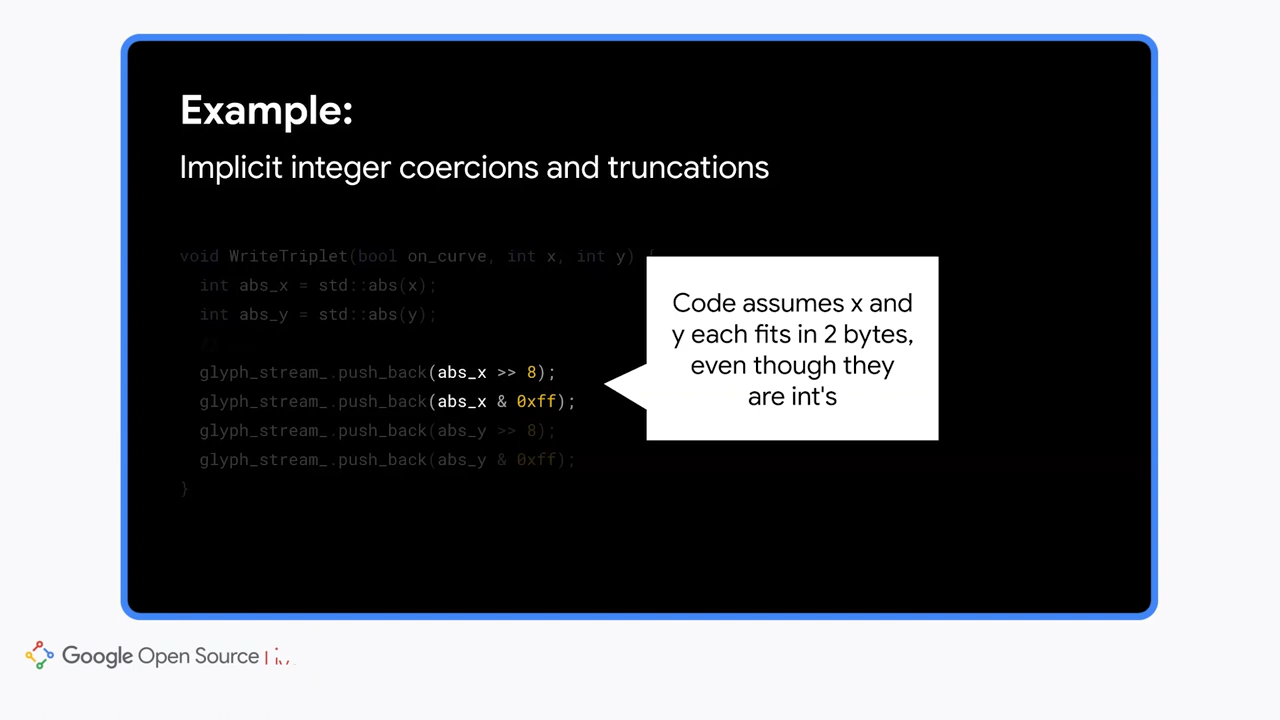 Example:
Implicit integer coercions and truncations
void WriteTriplet(bool on_curve, int x, int y) {
int abs_x = std::abs(x);
int abs_y = std::abs(y);
glyph_stream_.push_back(abs_x >> 8);
glyph_stream_.push_back(abs_x & 0xff);
glyph_stream_.push_back(abs_y >> 8);
glyph_stream_.push_back(abs_y & 0xff);
}
Code assumes x and
y each fits in 2 bytes,
even though they
are int's
Google Open Source